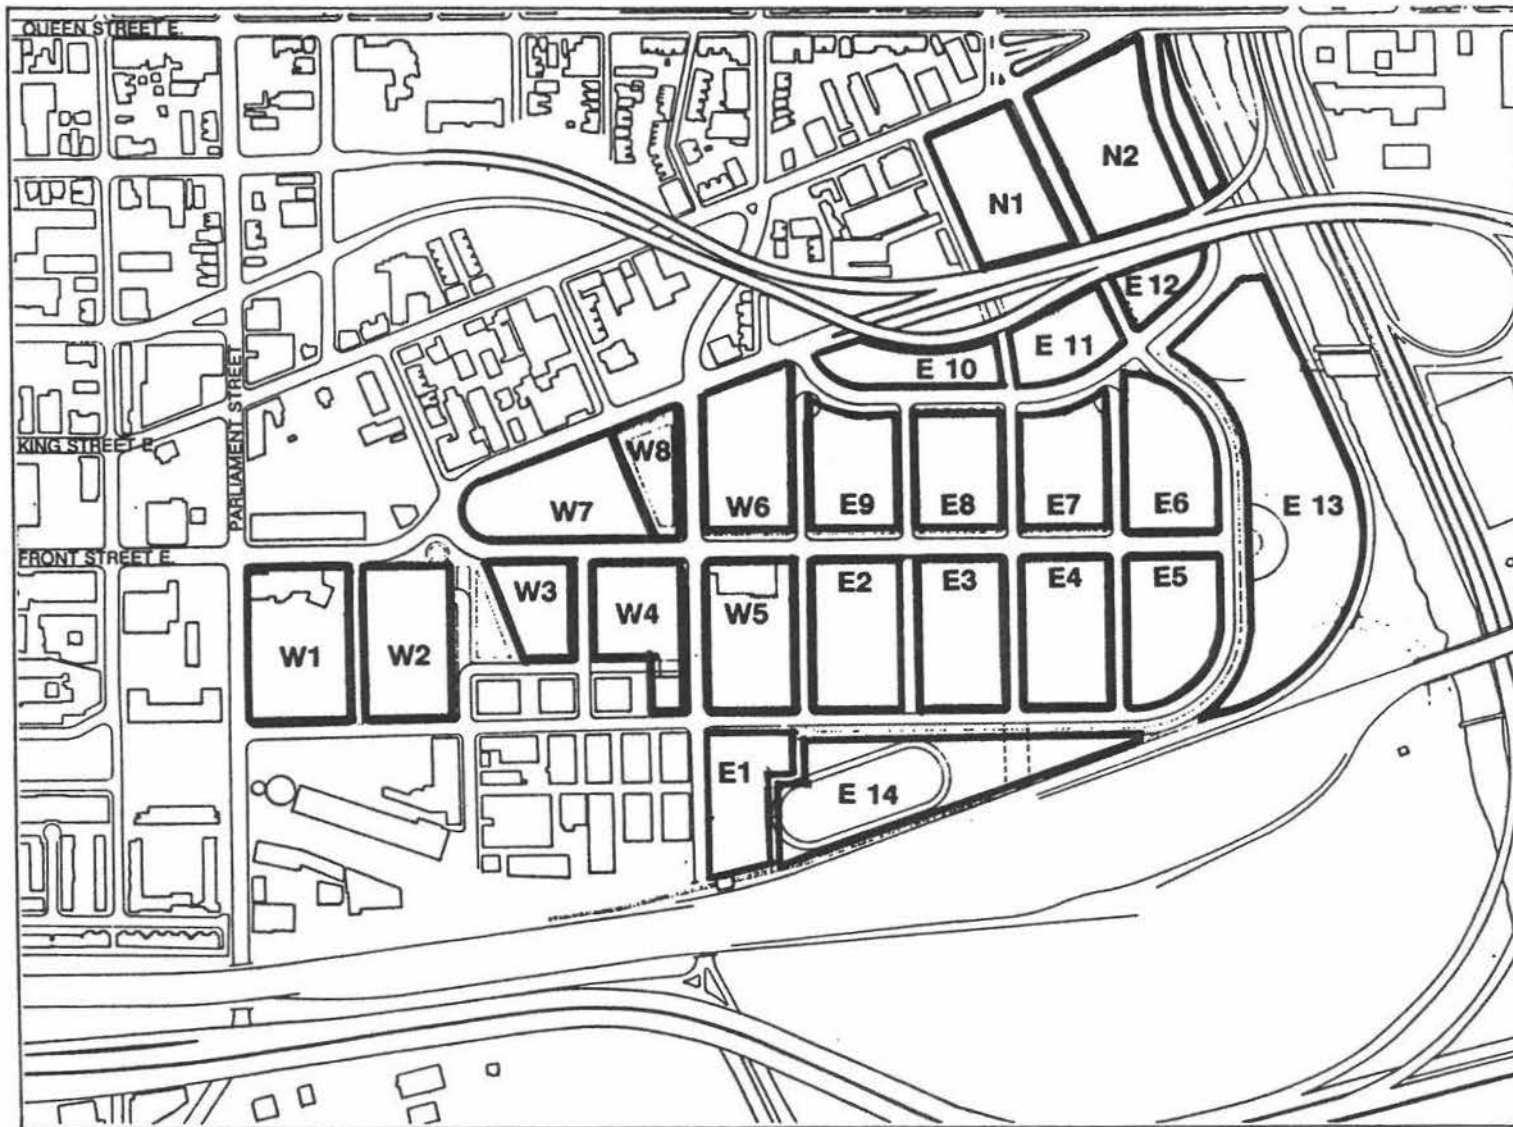 QUEEN STREET E.
N2
N1
E 12
E 11
E 10
PARLIAMENT STREET
KING STREET E
W8
W7
W6
E9
E8
E7
E6
E 13
FRONT STREET E.
W3
W4
W5
E2
E3
E4
E5
W1
W2
E1
E 14